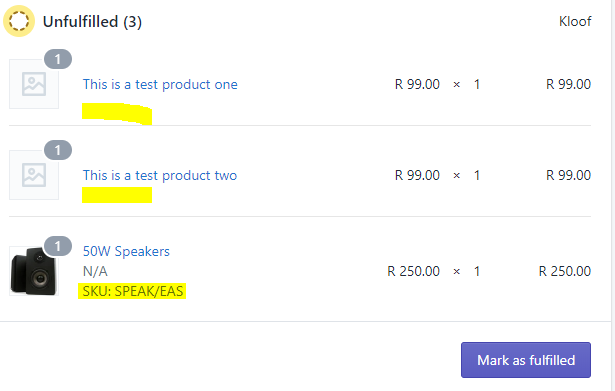 Unfulfilled (3) Kloof
1
This is a test product one R 99.00 × 1 R 99.00
1
This is a test product two R 99.00 × 1 R 99.00
1
50W Speakers
N/A R 250.00 × 1 R 250.00
SKU: SPEAK/EAS
Mark as fulfilled